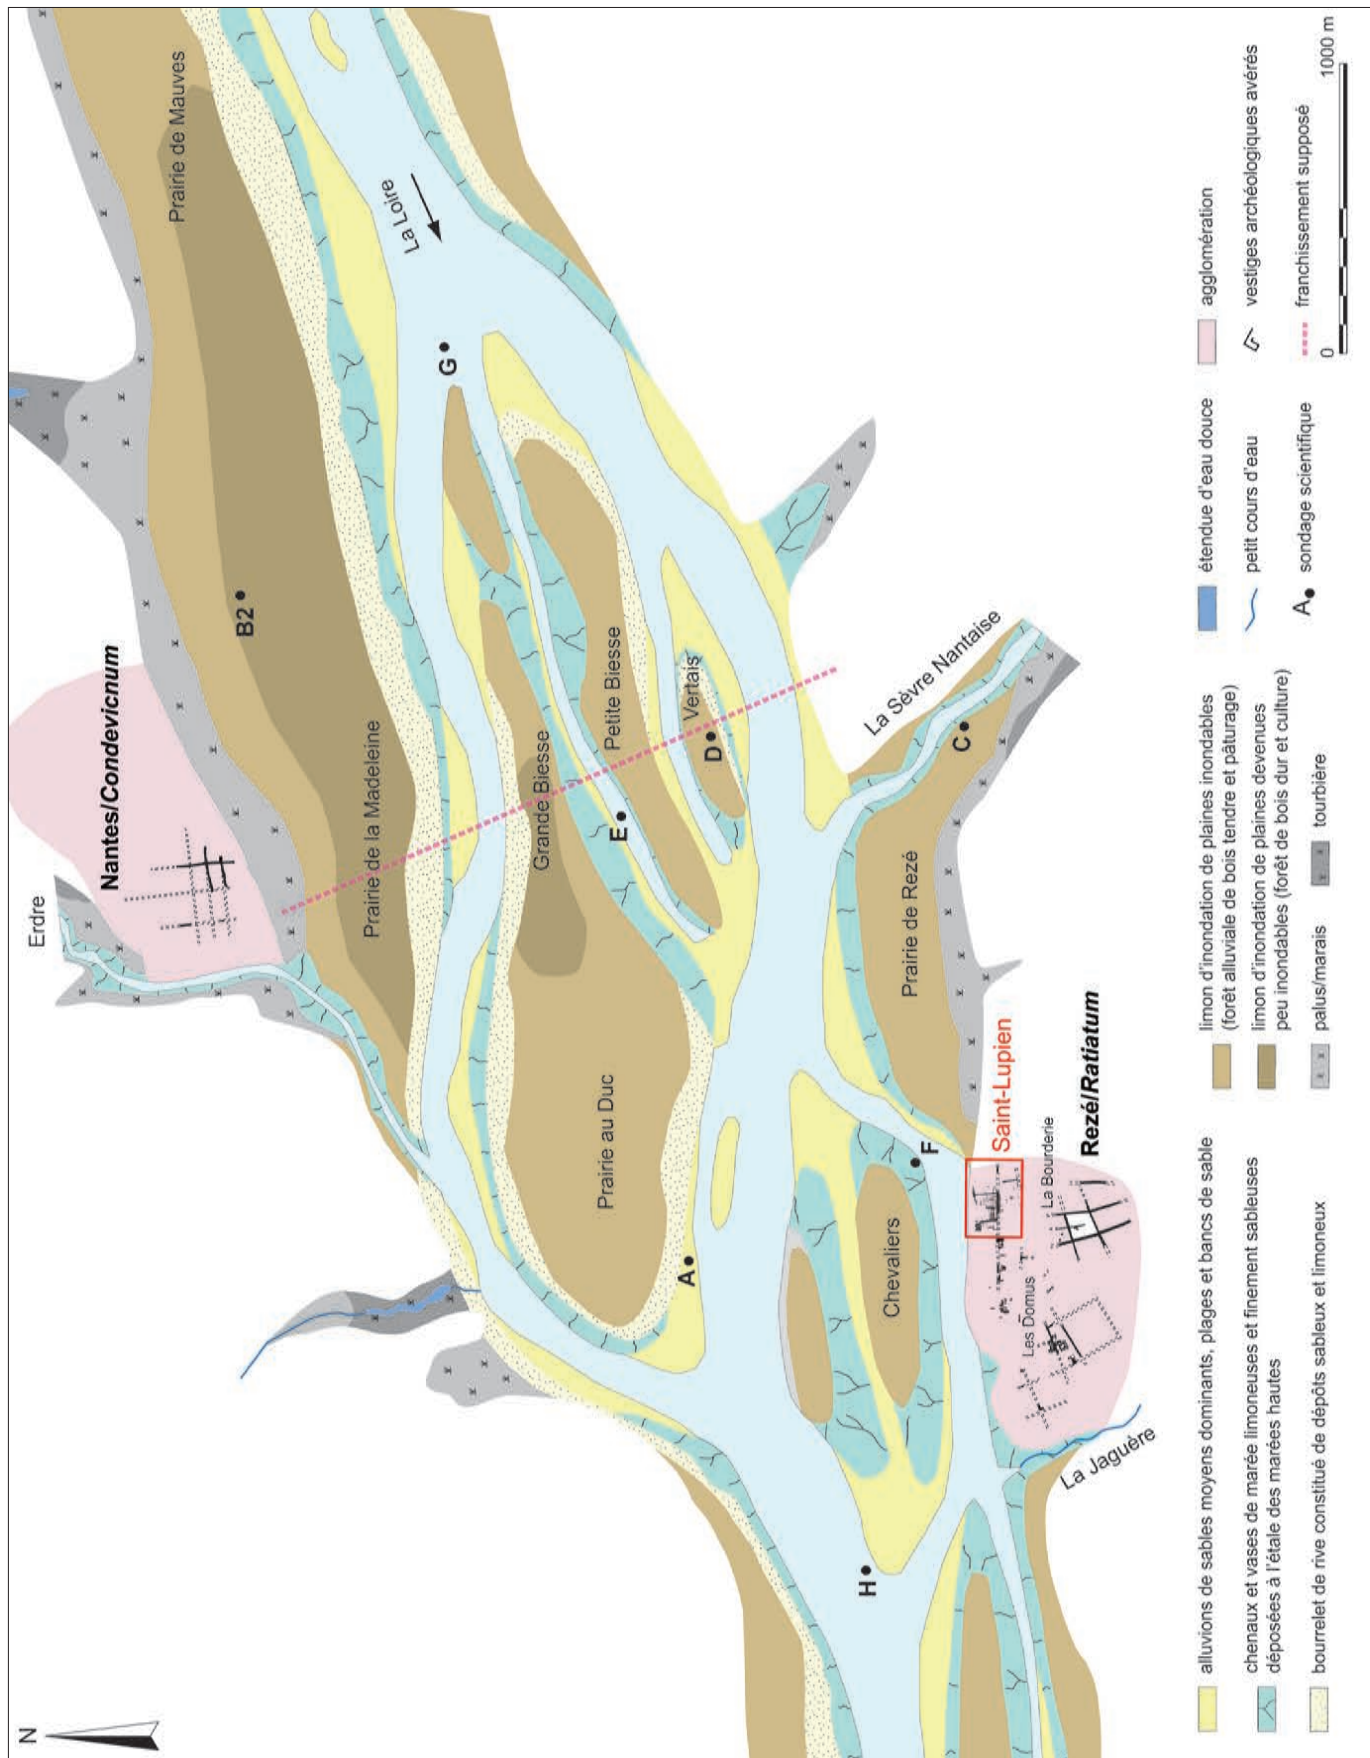 N
Erdre
Nantes/Condevicnum
Prairie de Mauves
B2
Prairie de la Madeleine
La Loire
G
Grande Biesse
Petite Biesse
E
Vertais
D
Prairie au Duc
A
La Sèvre Nantaise
C
Prairie de Rezé
Chevaliers
F
H
Saint-Lupien
La Bourderie
Rezé/Ratiatum
Les Domus
La Jaguère
alluvions de sables moyens dominants, plages et bancs de sable
chenaux et vases de marée limoneuses et finement sableuses
déposées à l'étale des marées hautes
bourrelet de rive constitué de dépôts sableux et limoneux
limon d'inondation de plaines inondables
(forêt alluviale de bois tendre et pâturage)
limon d'inondation de plaines devenues
peu inondables (forêt de bois dur et culture)
palus/marais
tourbière
étendue d'eau douce
petit cours d'eau
A
sondage scientifique
agglomération
vestiges archéologiques avérés
franchissement supposé
0
1000 m